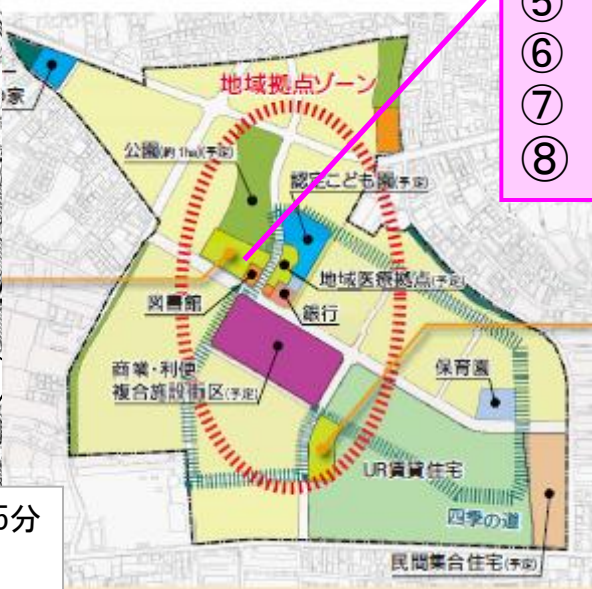 ⑤
⑥
⑦
⑧
家
地域拠点ゾーン
公園(約1ha)(予定)
認定こども園(予定)
地域医療拠点(予定)
図書館
銀行
商業・利便
複合施設街区(予定)
保育園
UR賃貸住宅
四季の道
5分
民間集合住宅(予定)